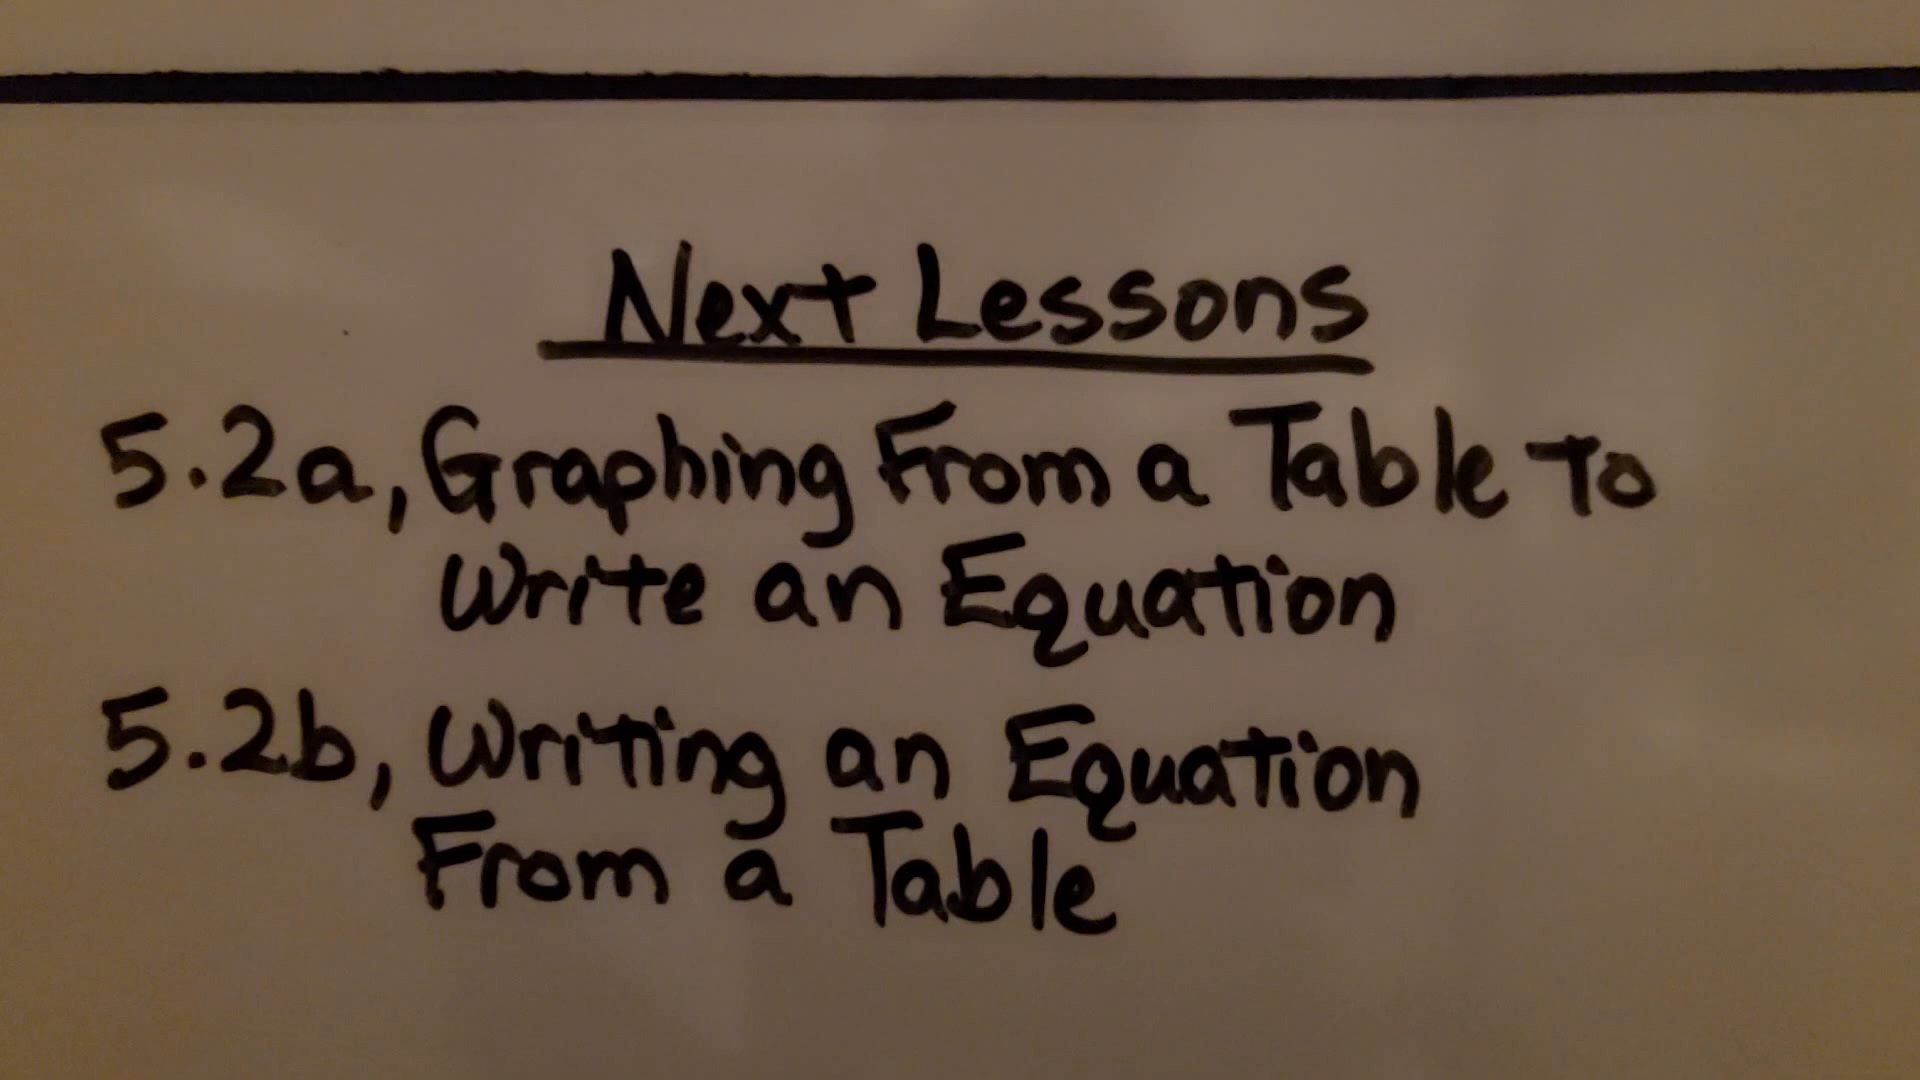 Next Lessons
5.2a, Graphing From a Table To
Write an Equation
5.2b, Writing an Equation
From a Table